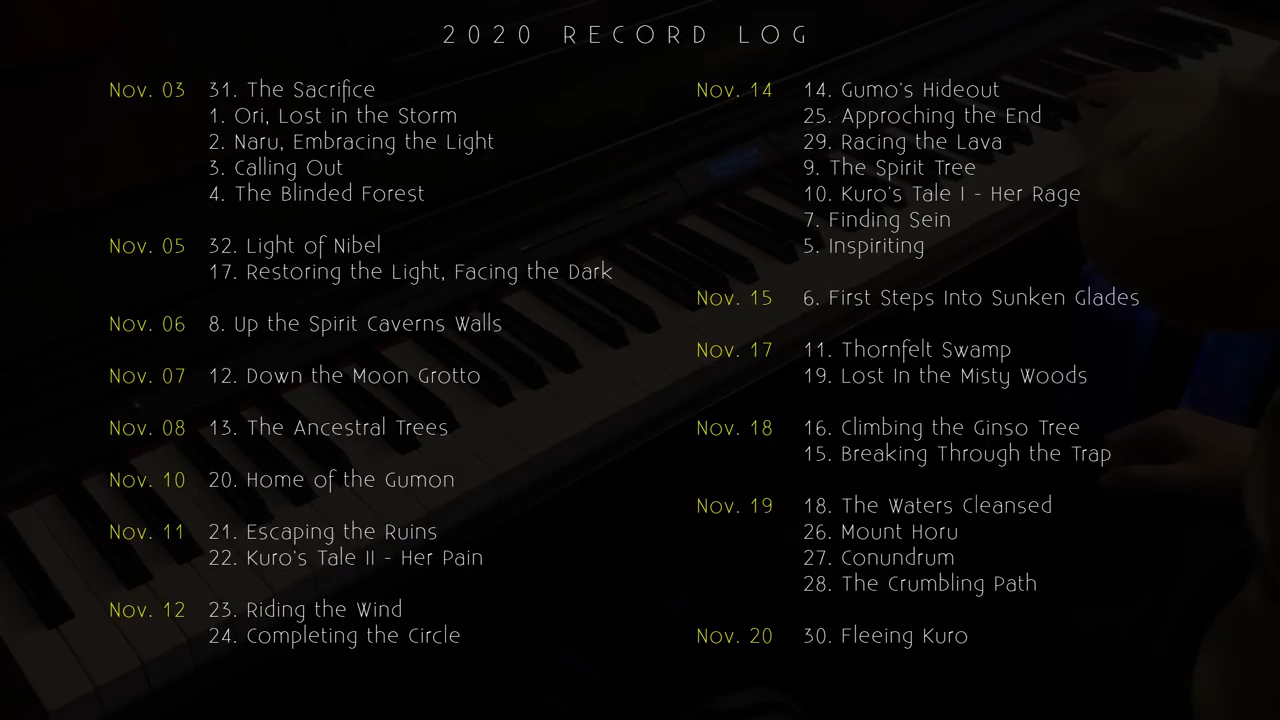 2020 RECORD LOG
Nov. 03 31. The Sacrifice
1. Ori, Lost in the Storm
2. Naru, Embracing the Light
3. Calling Out
4. The Blinded Forest
Nov. 05 32. Light of Nibel
17. Restoring the Light, Facing the Dark
Nov. 06 8. Up the Spirit Caverns Walls
Nov. 07 12. Down the Moon Grotto
Nov. 08 13. The Ancestral Trees
Nov. 10 20. Home of the Gumon
Nov. 11 21. Escaping the Ruins
22. Kuro's Tale II - Her Pain
Nov. 12 23. Riding the Wind
24. Completing the Circle
Nov. 14 14. Gumo's Hideout
25. Approching the End
29. Racing the Lava
9. The Spirit Tree
10. Kuro's Tale I - Her Rage
7. Finding Sein
5. Inspiriting
Nov. 15 6. First Steps Into Sunken Glades
Nov. 17 11. Thornfelt Swamp
19. Lost In the Misty Woods
Nov. 18 16. Climbing the Ginso Tree
15. Breaking Through the Trap
Nov. 19 18. The Waters Cleansed
26. Mount Horu
27. Conundrum
28. The Crumbling Path
Nov. 20 30. Fleeing Kuro